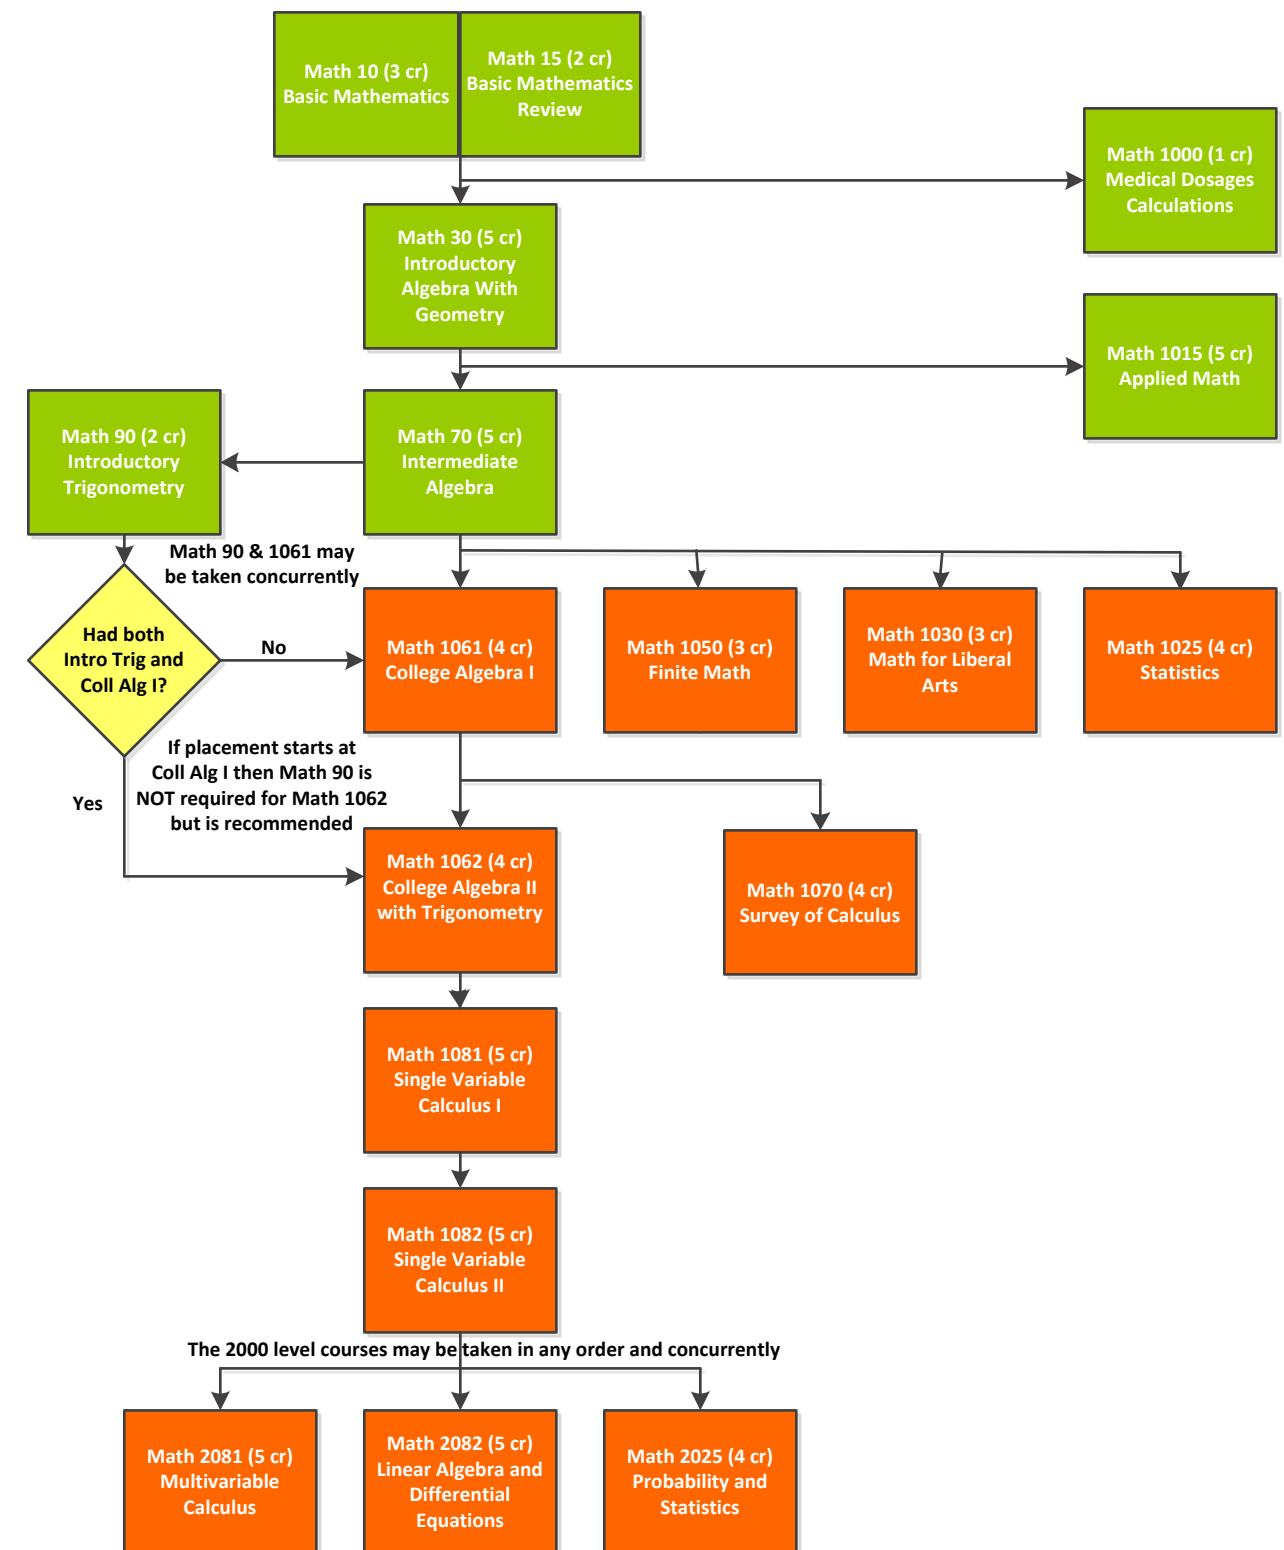 Math 10 (3 cr)
Basic Mathematics
Math 15 (2 cr)
Basic Mathematics
Review
Math 1000 (1 cr)
Medical Dosages
Calculations
Math 30 (5 cr)
Introductory
Algebra With
Geometry
Math 1015 (5 cr)
Applied Math
Math 90 (2 cr)
Introductory
Trigonometry
Math 70 (5 cr)
Intermediate
Algebra
Math 90 & 1061 may
be taken concurrently
Had both
Intro Trig and
Coll Alg I?
No
Math 1061 (4 cr)
College Algebra I
Math 1050 (3 cr)
Finite Math
Math 1030 (3 cr)
Math for Liberal
Arts
Math 1025 (4 cr)
Statistics
If placement starts at
Coll Alg I then Math 90 is
NOT required for Math 1062
but is recommended
Yes
Math 1062 (4 cr)
College Algebra II
with Trigonometry
Math 1070 (4 cr)
Survey of Calculus
Math 1081 (5 cr)
Single Variable
Calculus I
Math 1082 (5 cr)
Single Variable
Calculus II
The 2000 level courses may be taken in any order and concurrently
Math 2081 (5 cr)
Multivariable
Calculus
Math 2082 (5 cr)
Linear Algebra and
Differential
Equations
Math 2025 (4 cr)
Probability and
Statistics